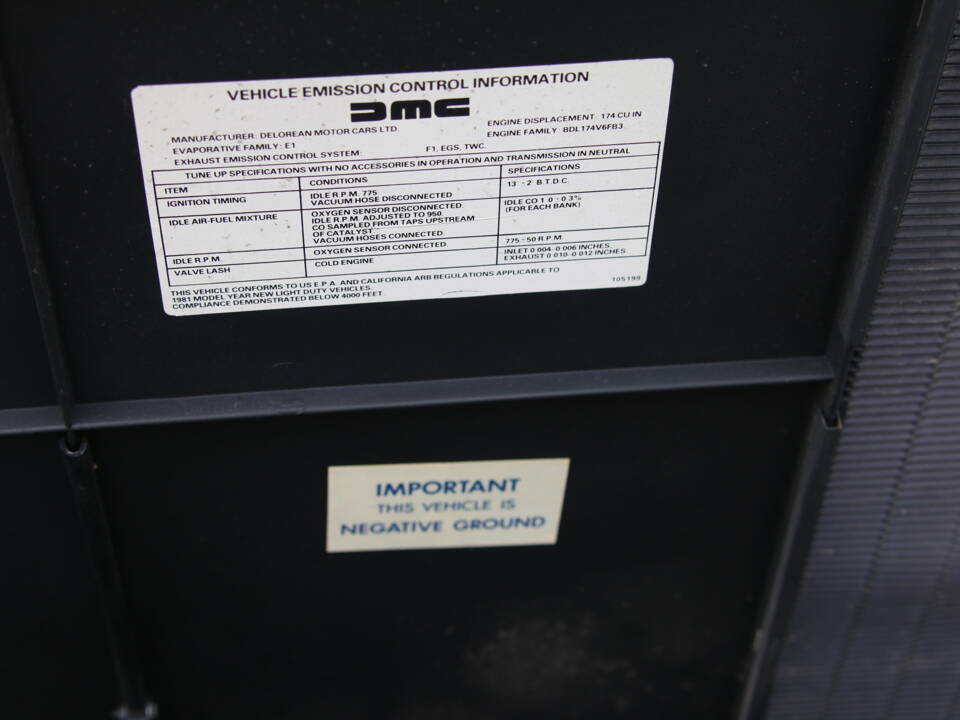 VEHICLE EMISSION CONTROL INFORMATION
DMC
MANUFACTURER: DELOREAN MOTOR CARS LTD.
EVAPORATIVE FAMILY: E1
EXHAUST EMISSION CONTROL SYSTEM: F1, EGS, TWC.
ENGINE DISPLACEMENT: 174 CU IN
ENGINE FAMILY: BDL174V6FB3.
TUNE UP SPECIFICATIONS WITH NO ACCESSORIES IN OPERATION AND TRANSMISSION IN NEUTRAL
ITEM CONDITIONS SPECIFICATIONS
IGNITION TIMING IDLE R.P.M. 775 13 · 2 B.T.D.C.
VACUUM HOSE DISCONNECTED
IDLE AIR-FUEL MIXTURE OXYGEN SENSOR DISCONNECTED. IDLE CO 1·0 · 0·3%
IDLE R.P.M. ADJUSTED TO 950 (FOR EACH BANK)
CO SAMPLED FROM TAPS UPSTREAM
OF CATALYST
VACUUM HOSES CONNECTED.
IDLE R.P.M. OXYGEN SENSOR CONNECTED. 775 · 50 R.P.M.
VALVE LASH COLD ENGINE INLET 0·004-0·006 INCHES.
EXHAUST 0·010-0·012 INCHES.
THIS VEHICLE CONFORMS TO US E.P.A. AND CALIFORNIA ARB REGULATIONS APPLICABLE TO
1981 MODEL YEAR NEW LIGHT DUTY VEHICLES.
COMPLIANCE DEMONSTRATED BELOW 4000 FEET.
105199
IMPORTANT
THIS VEHICLE IS
NEGATIVE GROUND